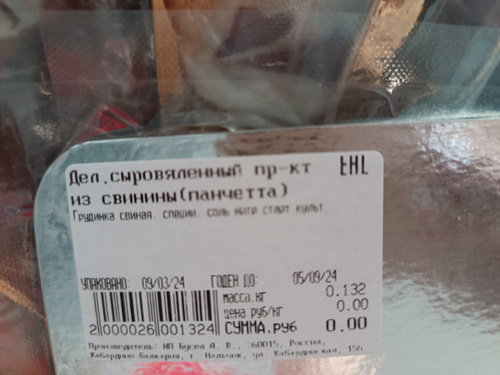 Дел.сыровяленный пр-кт ЕАС
из свинины(панчетта)
Грудинка свиная, специи, соль нитр.старт культ.
УПАКОВАНО: 09/03/24 ГОДЕН ДО: 05/09/24
масса.кг 0.132
цена руб/кг 0.00
СУММА.РУБ 0.00
2 000026 001324
Производитель: ИП Бусел А. В., 360015, Россия,
Кабардино Балкария, г. Нальчик, ул. Кабардинская, 156